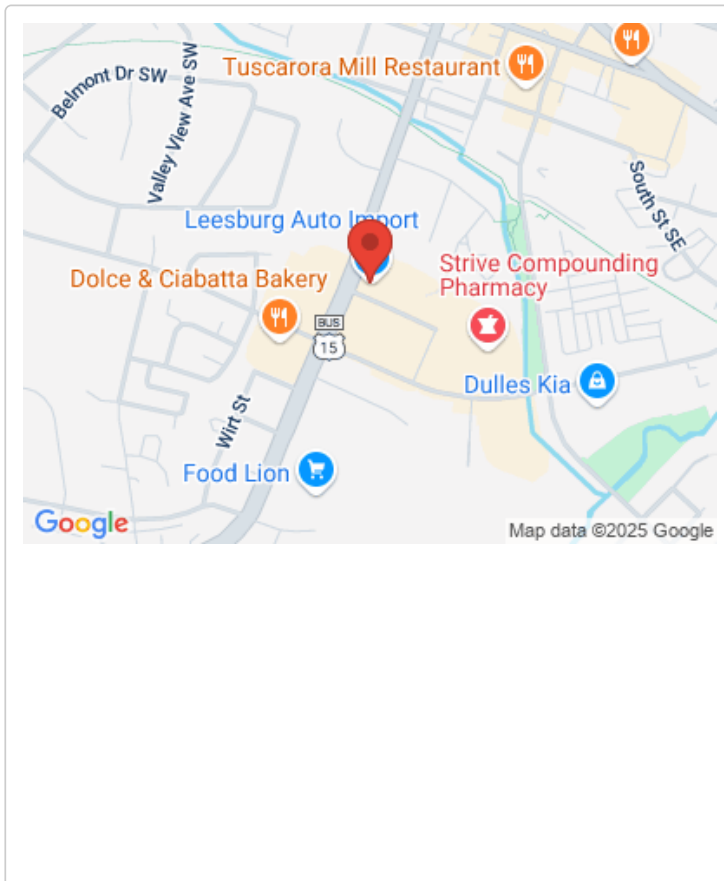 Tuscarora Mill Restaurant
Belmont Dr SW
Valley View Ave SW
South St SE
Leesburg Auto Import
Strive Compounding
Pharmacy
Dolce & Ciabatta Bakery
BUS
15
Dulles Kia
Wirt St
Food Lion
Google
Map data ©2025 Google